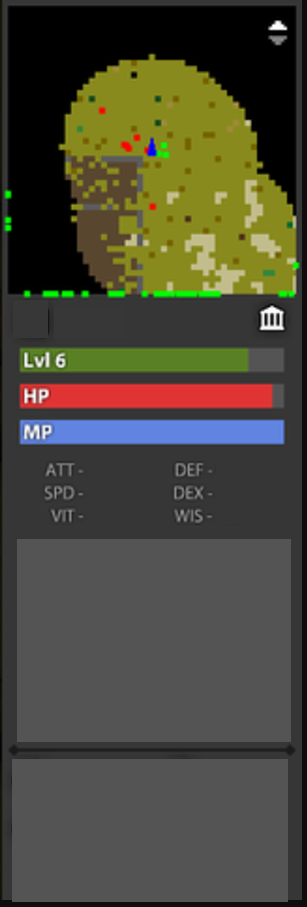 Lvl 6
HP
MP
ATT - DEF -
SPD - DEX -
VIT - WIS -